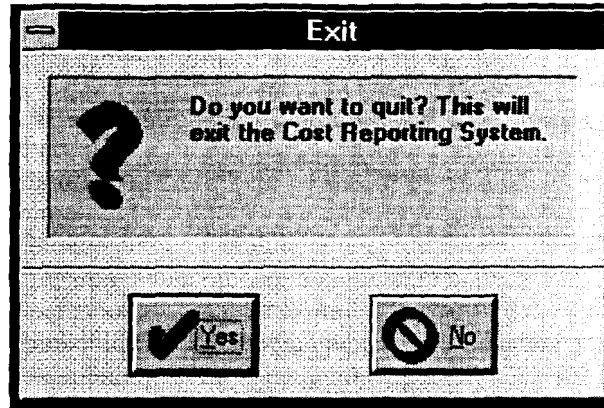 Exit
Do you want to quit? This will
exit the Cost Reporting System.
Yes
No